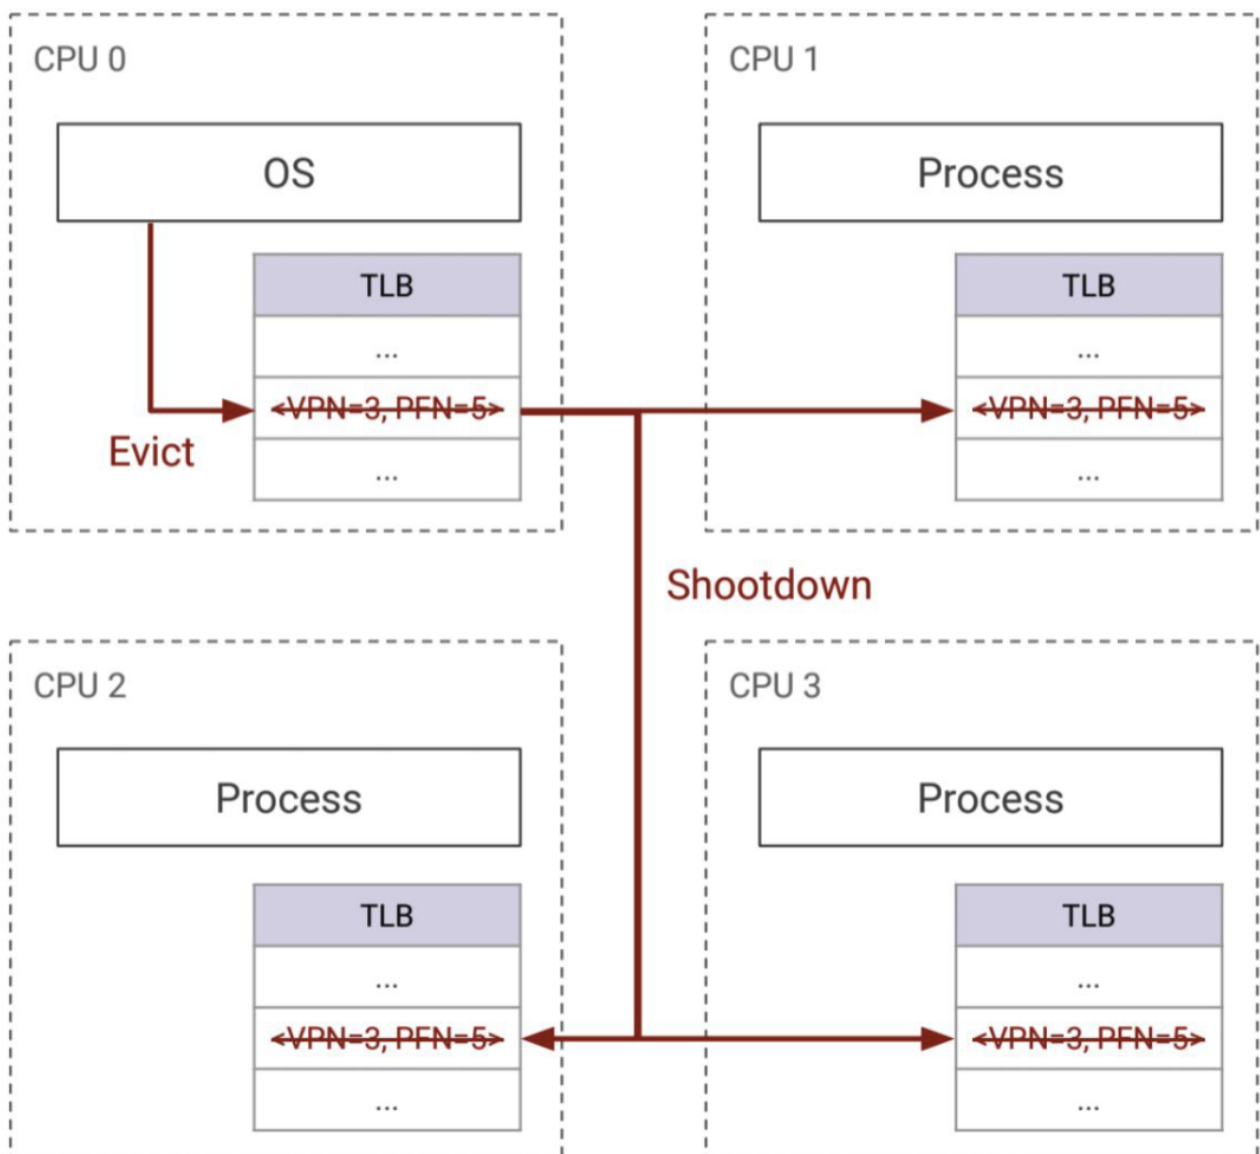 CPU 0
OS
TLB
...
<VPN=3, PFN=5>
...
Evict
CPU 1
Process
TLB
...
<VPN=3, PFN=5>
...
Shootdown
CPU 2
Process
TLB
...
<VPN=3, PFN=5>
...
CPU 3
Process
TLB
...
<VPN=3, PFN=5>
...